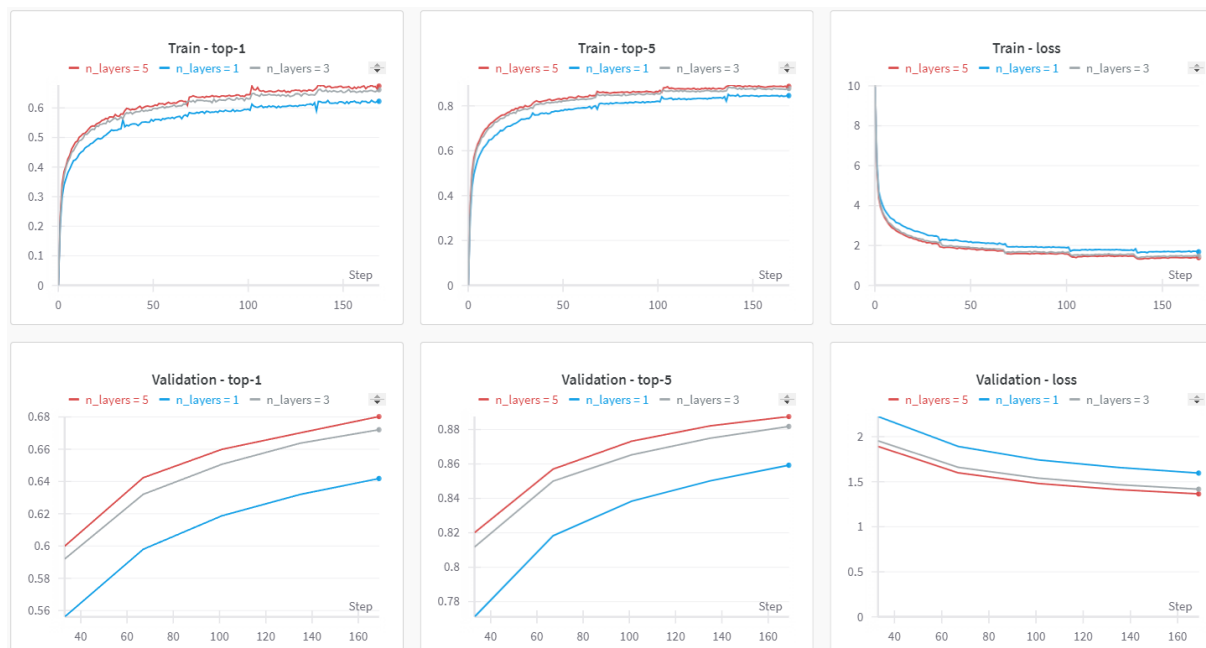 Train - top-1
n_layers = 5 n_layers = 1 n_layers = 3
0.6
0.5
0.4
0.3
0.2
0.1
0
Step
0 50 100 150
Train - top-5
n_layers = 5 n_layers = 1 n_layers = 3
0.8
0.6
0.4
0.2
0
Step
0 50 100 150
Train - loss
n_layers = 5 n_layers = 1 n_layers = 3
10
8
6
4
2
0
Step
0 50 100 150
Validation - top-1
n_layers = 5 n_layers = 1 n_layers = 3
0.68
0.66
0.64
0.62
0.6
0.58
0.56
Step
40 60 80 100 120 140 160
Validation - top-5
n_layers = 5 n_layers = 1 n_layers = 3
0.88
0.86
0.84
0.82
0.8
0.78
Step
40 60 80 100 120 140 160
Validation - loss
n_layers = 5 n_layers = 1 n_layers = 3
2
1.5
1
0.5
0
Step
40 60 80 100 120 140 160